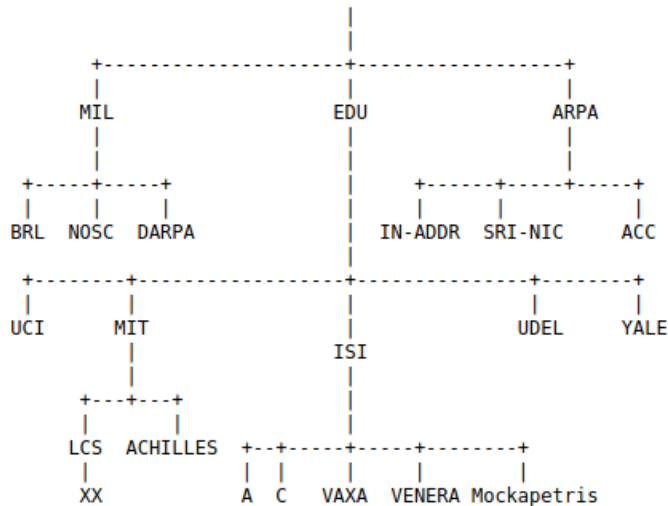 MIL EDU ARPA
BRL NOSC DARPA IN-ADDR SRI-NIC ACC
UCI MIT UDEL YALE
ISI
LCS ACHILLES
XX A C VAXA VENERA Mockapetris